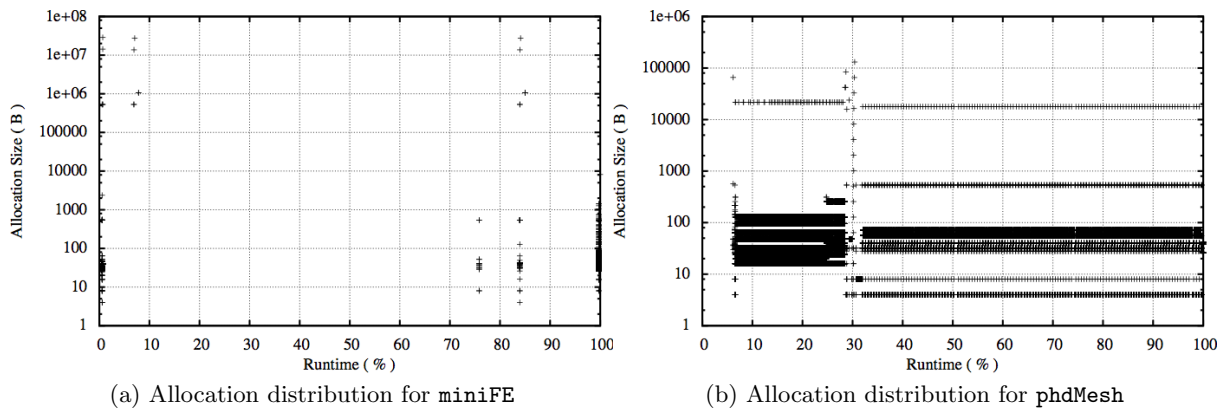 1e+08
1e+07
1e+06
100000
10000
1000
100
10
1
Allocation Size ( B )
0 10 20 30 40 50 60 70 80 90 100
Runtime ( % )
(a) Allocation distribution for miniFE
1e+06
100000
10000
1000
100
10
1
Allocation Size ( B )
0 10 20 30 40 50 60 70 80 90 100
Runtime ( % )
(b) Allocation distribution for phdMesh